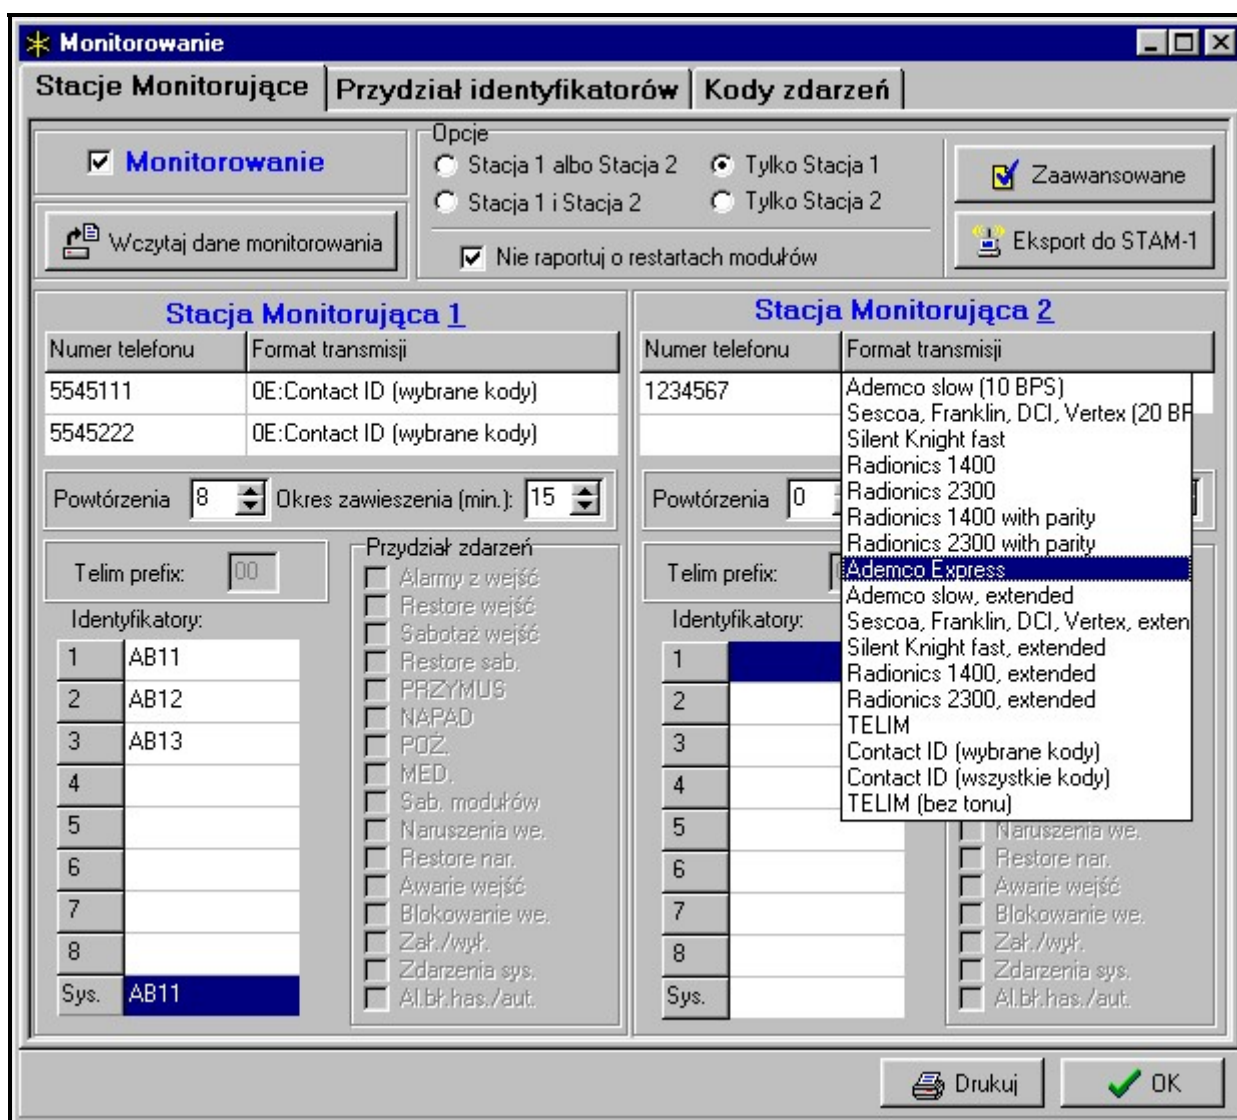 Monitorowanie
Stacje Monitorujące
Przydział identyfikatorów
Kody zdarzeń
Monitorowanie
Wczytaj dane monitorowania
Opcje
Stacja 1 albo Stacja 2
Tylko Stacja 1
Stacja 1 i Stacja 2
Tylko Stacja 2
Nie raportuj o restartach modułów
Zaawansowane
Eksport do STAM-1
Stacja Monitorująca 1
Numer telefonu Format transmisji
5545111 0E:Contact ID (wybrane kody)
5545222 0E:Contact ID (wybrane kody)
Powtórzenia 8 Okres zawieszenia (min.): 15
Telim prefix: 00
Identyfikatory:
1 AB11
2 AB12
3 AB13
4
5
6
7
8
Sys. AB11
Przydział zdarzeń
Alarmy z wejść
Restore wejść
Sabotaż wejść
Restore sab.
PRZYMUS
NAPAD
POŻ.
MED.
Sab. modułów
Naruszenia we.
Restore nar.
Awarie wejść
Blokowanie we.
Zał./wył.
Zdarzenia sys.
Al.bł.has./aut.
Stacja Monitorująca 2
Numer telefonu Format transmisji
1234567
Powtórzenia 0
Telim prefix:
Identyfikatory:
1
2
3
4
5
6
7
8
Sys.
Ademco slow (10 BPS)
Sescoa, Franklin, DCI, Vertex (20 BP
Silent Knight fast
Radionics 1400
Radionics 2300
Radionics 1400 with parity
Radionics 2300 with parity
Ademco Express
Ademco slow, extended
Sescoa, Franklin, DCI, Vertex, exten
Silent Knight fast, extended
Radionics 1400, extended
Radionics 2300, extended
TELIM
Contact ID (wybrane kody)
Contact ID (wszystkie kody)
TELIM (bez tonu)
Naruszenia we.
Restore nar.
Awarie wejść
Blokowanie we.
Zał./wył.
Zdarzenia sys.
Al.bł.has./aut.
Drukuj
OK